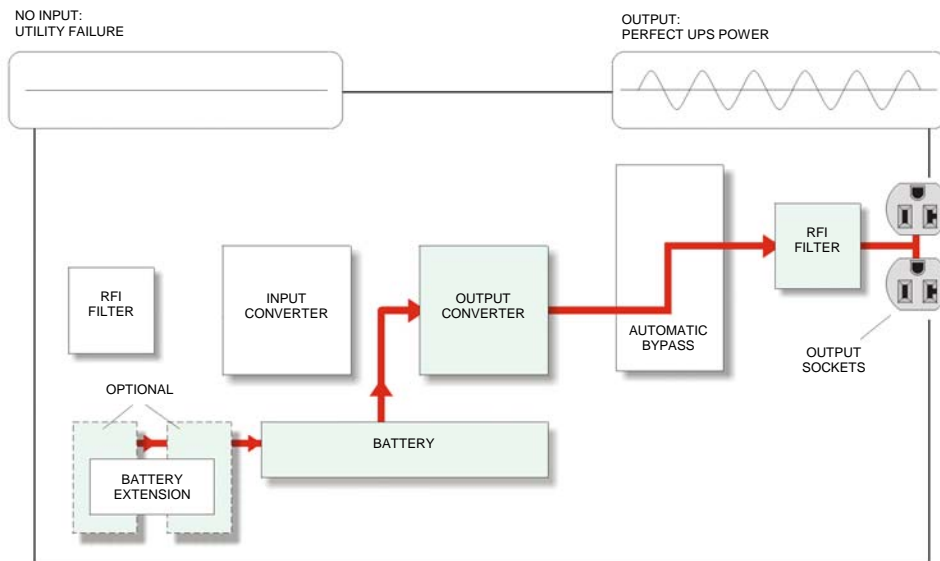 NO INPUT:
UTILITY FAILURE
OUTPUT:
PERFECT UPS POWER
RFI
FILTER
INPUT
CONVERTER
OUTPUT
CONVERTER
AUTOMATIC
BYPASS
RFI
FILTER
OUTPUT
SOCKETS
OPTIONAL
BATTERY
EXTENSION
BATTERY